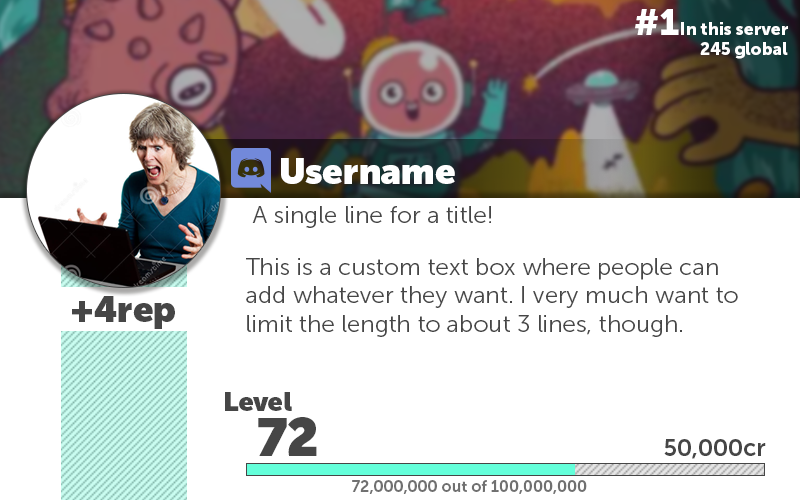 #1 In this server
245 global
Username
A single line for a title!
This is a custom text box where people can
add whatever they want. I very much want to
limit the length to about 3 lines, though.
+4rep
Level
72
50,000cr
72,000,000 out of 100,000,000